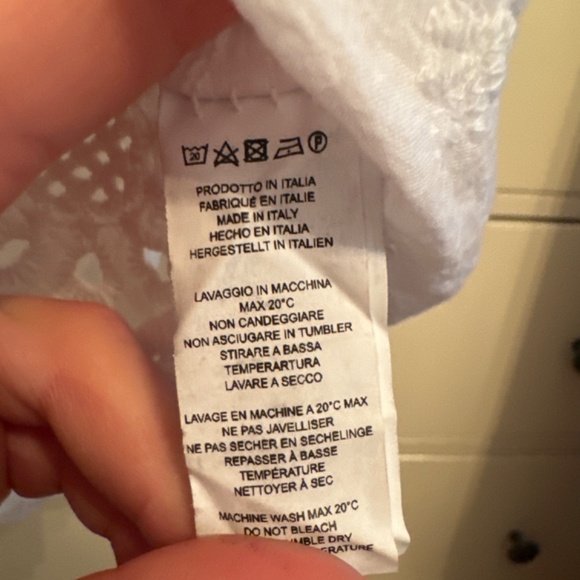 20 P
PRODOTTO IN ITALIA
FABRIQUÉ EN ITALIE
MADE IN ITALY
HECHO EN ITALIA
HERGESTELLT IN ITALIEN
LAVAGGIO IN MACCHINA
MAX 20°C
NON CANDEGGIARE
NON ASCIUGARE IN TUMBLER
STIRARE A BASSA
TEMPERARTURA
LAVARE A SECCO
LAVAGE EN MACHINE A 20°C MAX
NE PAS JAVELLISER
NE PAS SECHER EN SECHELINGE
REPASSER À BASSE
TEMPÉRATURE
NETTOYER À SEC
MACHINE WASH MAX 20°C
DO NOT BLEACH
DRY